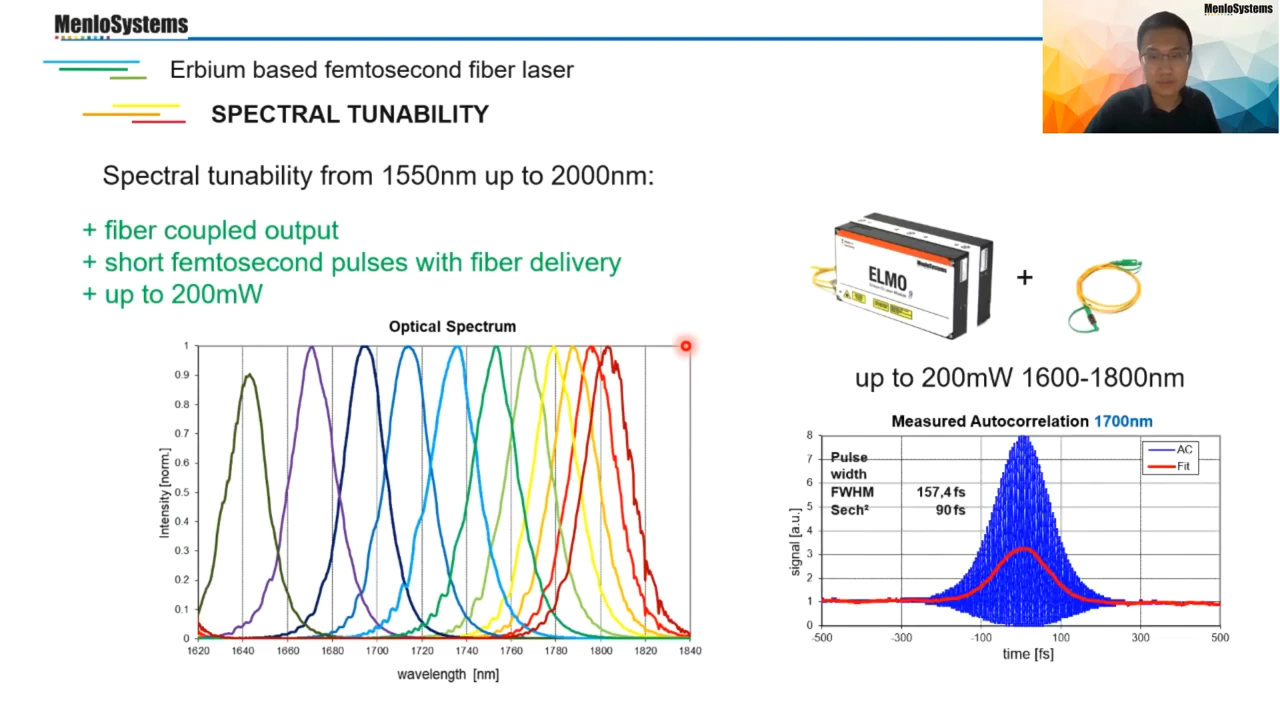 MenloSystems
MenloSystems
Erbium based femtosecond fiber laser
SPECTRAL TUNABILITY
Spectral tunability from 1550nm up to 2000nm:
+ fiber coupled output
+ short femtosecond pulses with fiber delivery
+ up to 200mW
MenloSystems
ELMO
+
up to 200mW 1600-1800nm
Optical Spectrum
Intensity [norm.]
1
0.9
0.8
0.7
0.6
0.5
0.4
0.3
0.2
0.1
0
1620 1640 1660 1680 1700 1720 1740 1760 1780 1800 1820 1840
wavelength [nm]
Measured Autocorrelation 1700nm
signal [a.u.]
8
7
6
5
4
3
2
1
0
Pulse
width
FWHM 157,4 fs
Sech² 90 fs
AC
Fit
-500 -300 -100 100 300 500
time [fs]